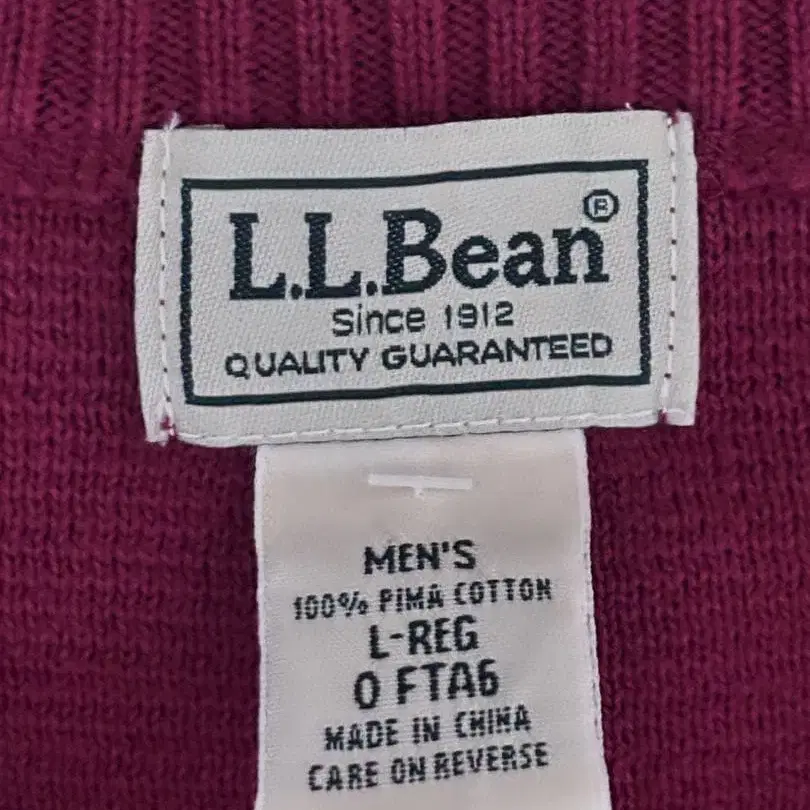 L.L.Bean®
Since 1912
QUALITY GUARANTEED
MEN'S
100% PIMA COTTON
L-REG
0 FTA6
MADE IN CHINA
CARE ON REVERSE